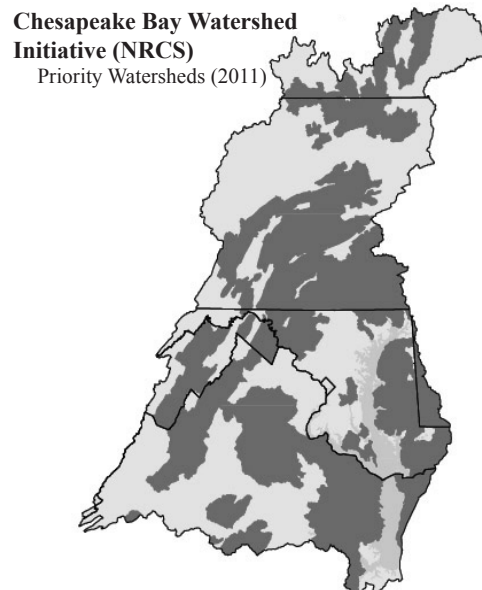 Chesapeake Bay Watershed
Initiative (NRCS)
Priority Watersheds (2011)